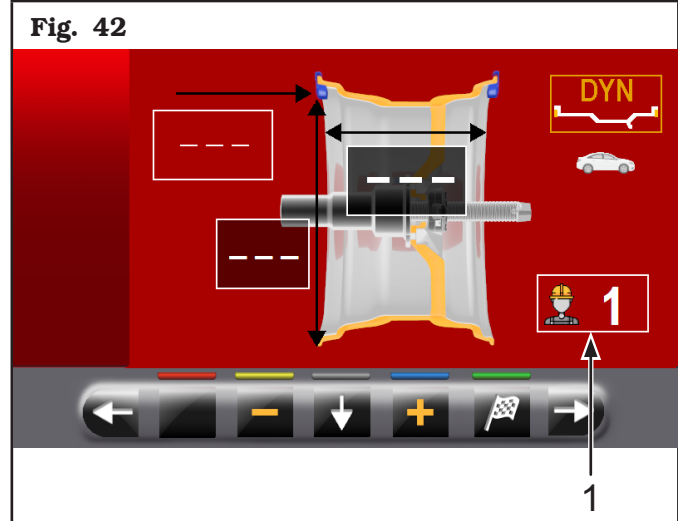 Fig. 42
DYN
– – –
– – –
– – –
1
1